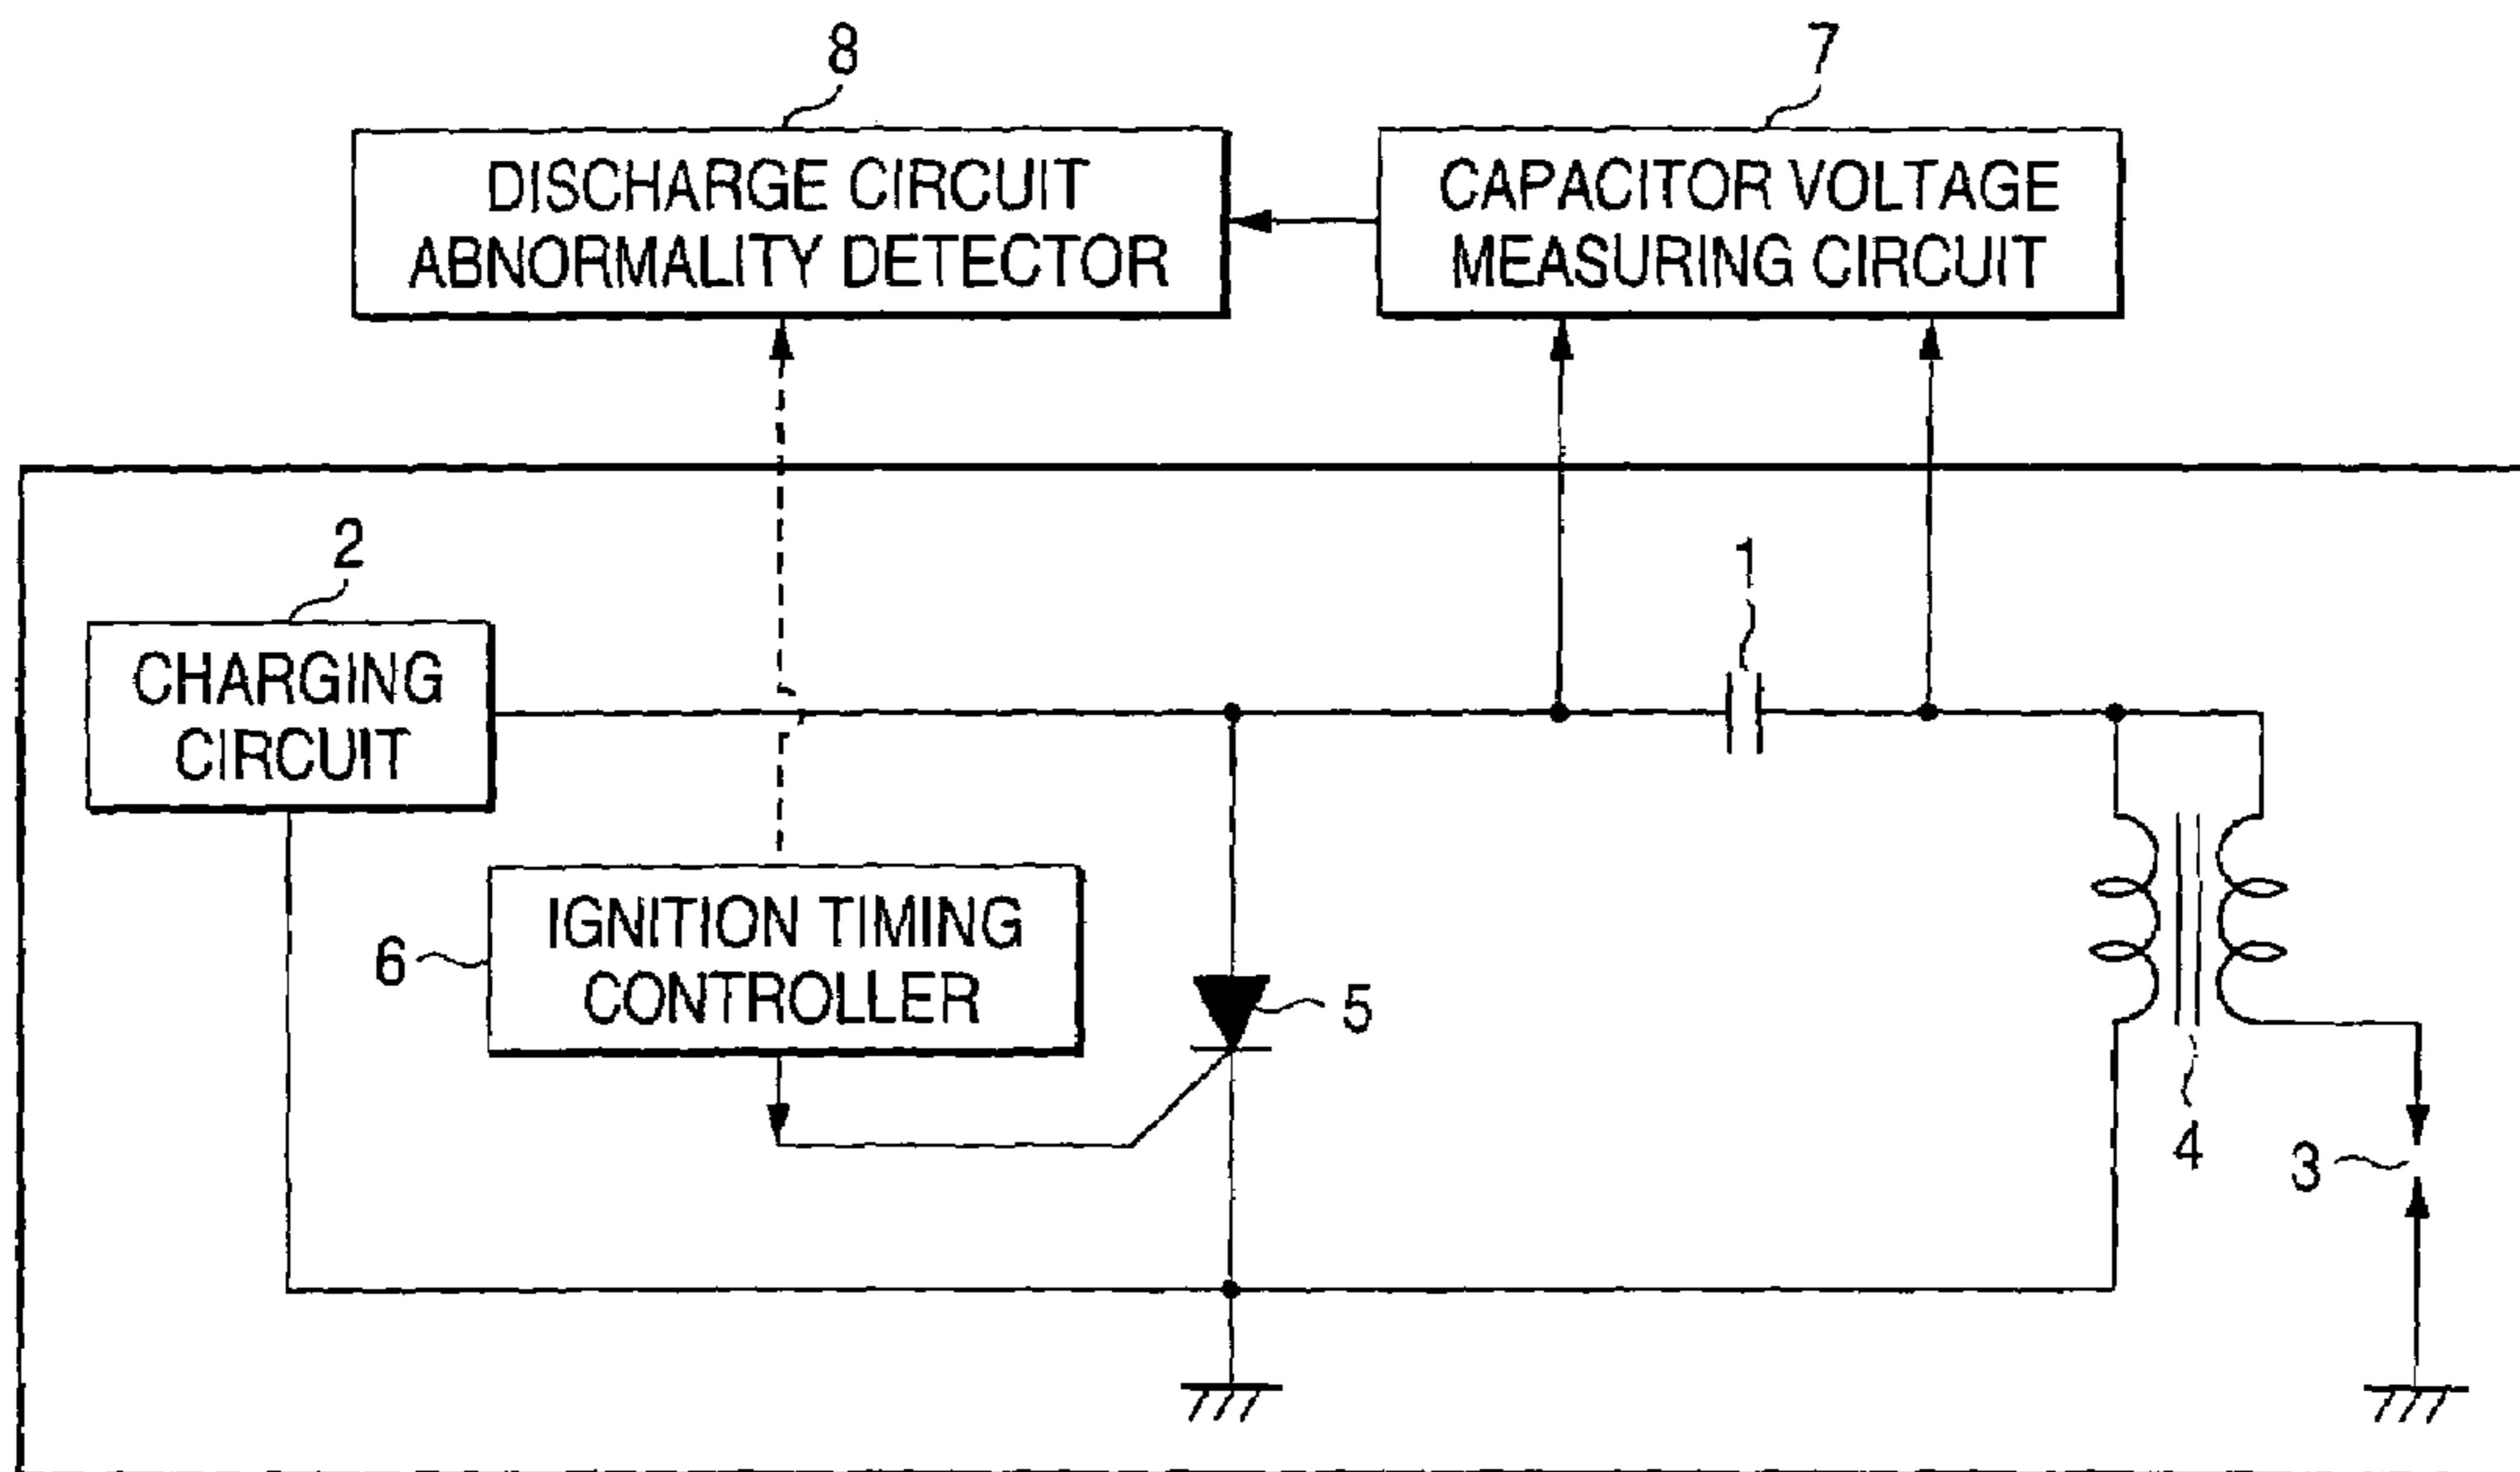 8
7
DISCHARGE CIRCUIT
ABNORMALITY DETECTOR
CAPACITOR VOLTAGE
MEASURING CIRCUIT
2
1
CHARGING
CIRCUIT
6
IGNITION TIMING
CONTROLLER
5
4
3